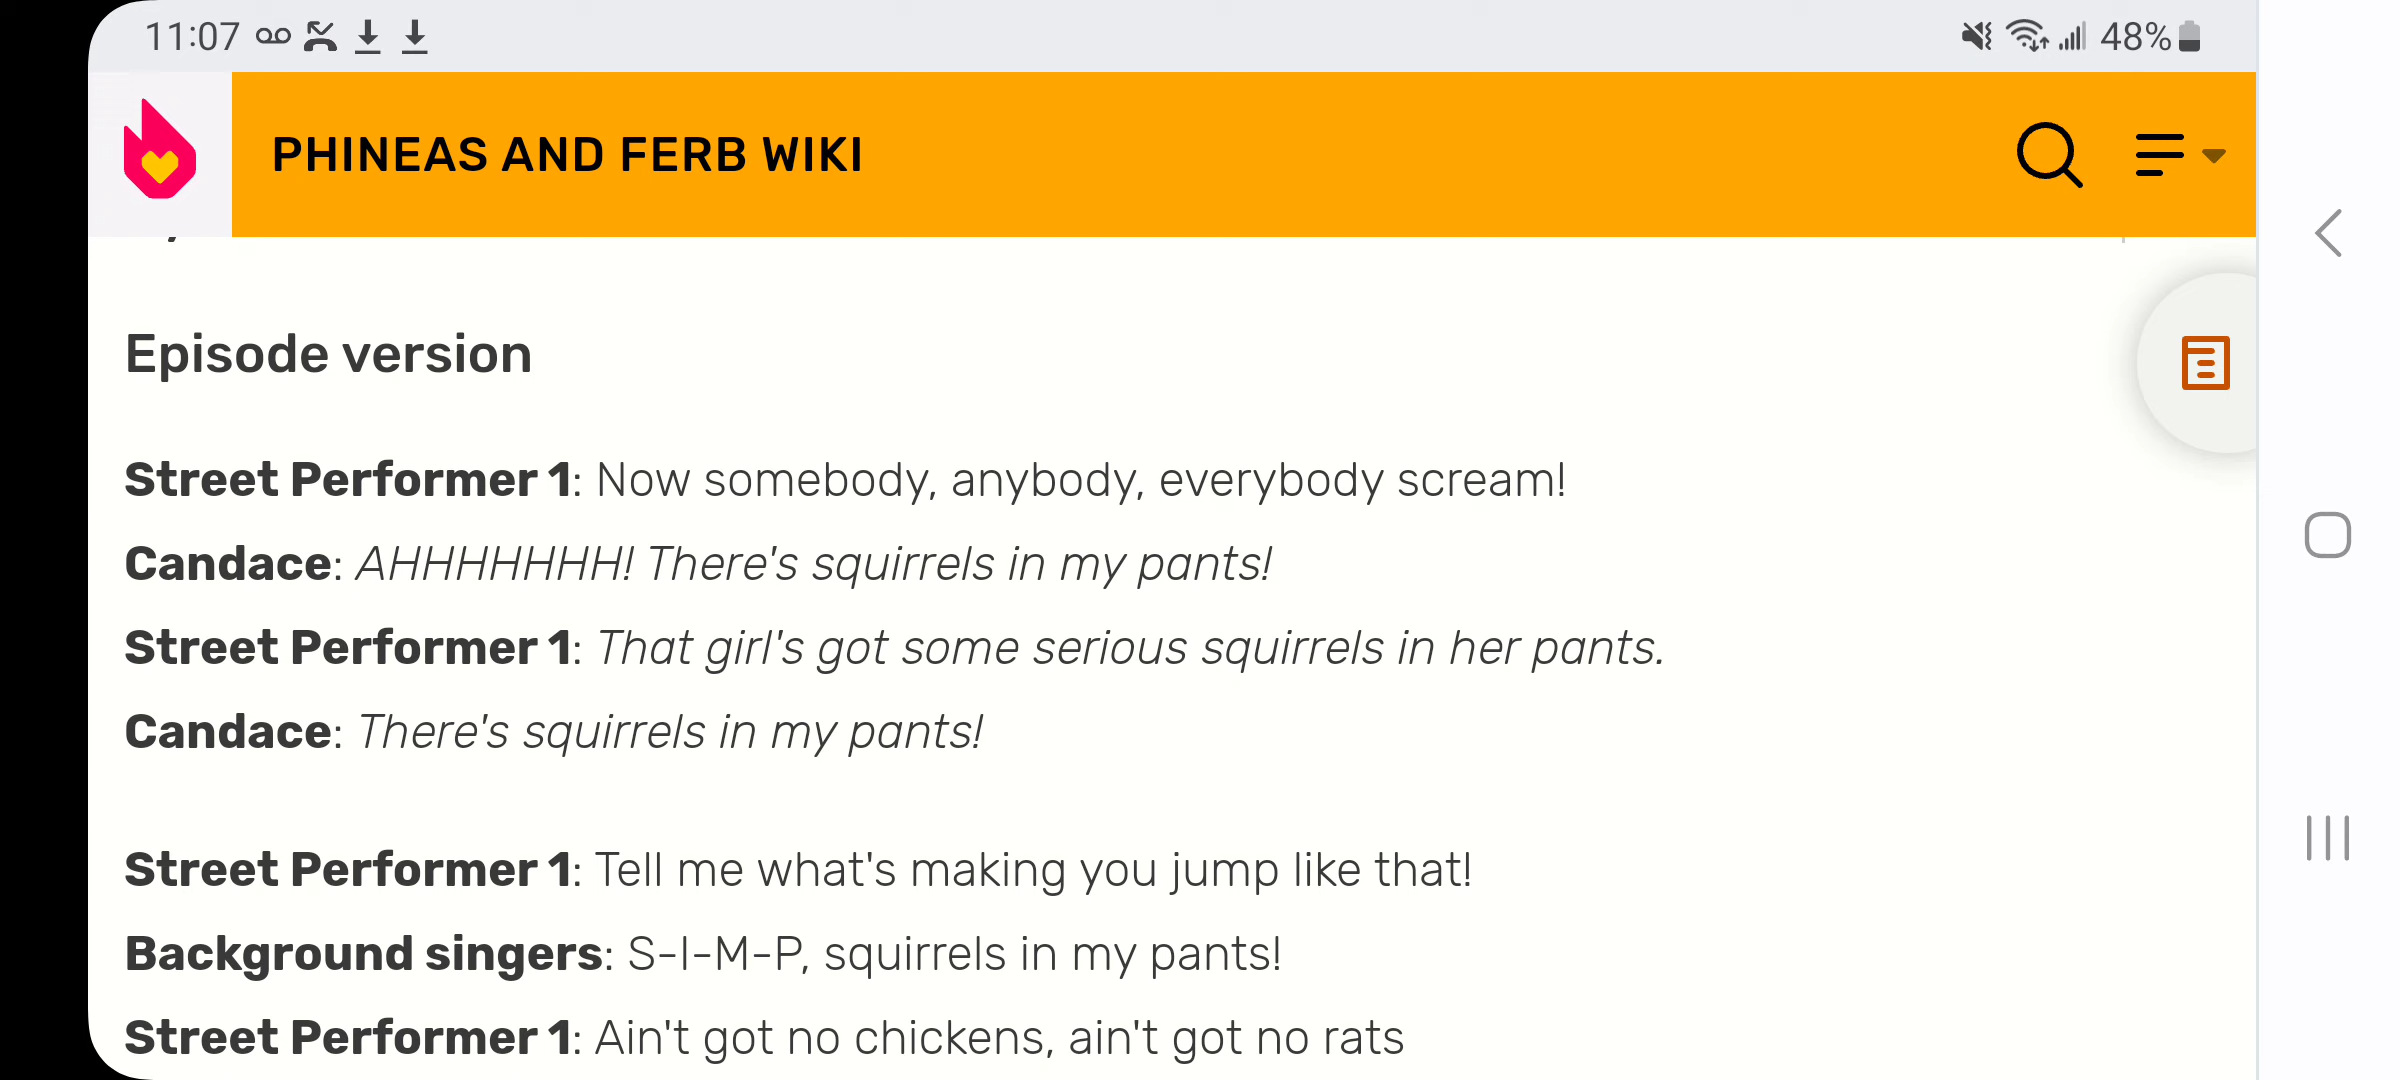 11:07
48%
PHINEAS AND FERB WIKI
Episode version
Street Performer 1: Now somebody, anybody, everybody scream!
Candace: AHHHHHHH! There's squirrels in my pants!
Street Performer 1: That girl's got some serious squirrels in her pants.
Candace: There's squirrels in my pants!
Street Performer 1: Tell me what's making you jump like that!
Background singers: S-I-M-P, squirrels in my pants!
Street Performer 1: Ain't got no chickens, ain't got no rats